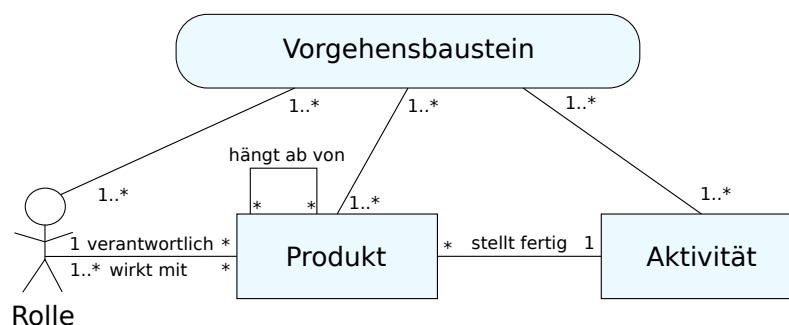 Vorgehensbaustein
1..*
1..*
1..*
hängt ab von
1..*
* *
1..*
1..*
1 verantwortlich *
1..* wirkt mit *
Produkt
* stellt fertig 1
Aktivität
Rolle